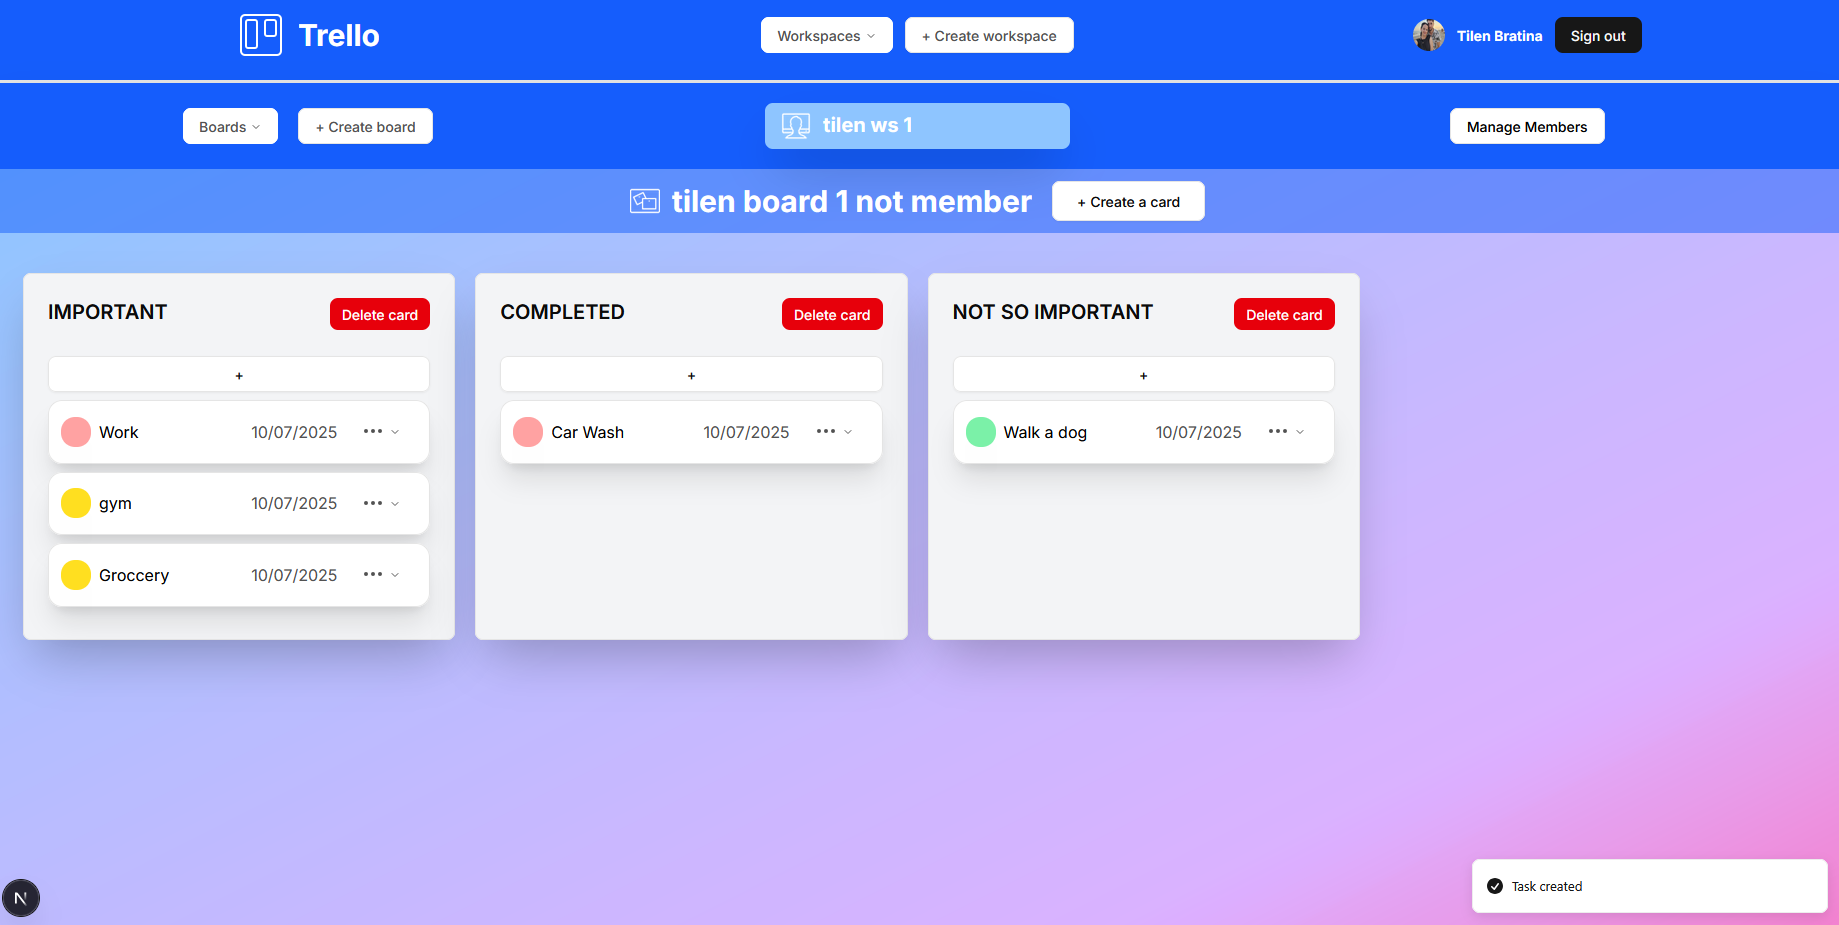 Trello
Workspaces
+ Create workspace
Tilen Bratina
Sign out
Boards
+ Create board
tilen ws 1
Manage Members
tilen board 1 not member
+ Create a card
IMPORTANT
Delete card
+
Work 10/07/2025 •••
gym 10/07/2025 •••
Groccery 10/07/2025 •••
COMPLETED
Delete card
+
Car Wash 10/07/2025 •••
NOT SO IMPORTANT
Delete card
+
Walk a dog 10/07/2025 •••
N
Task created